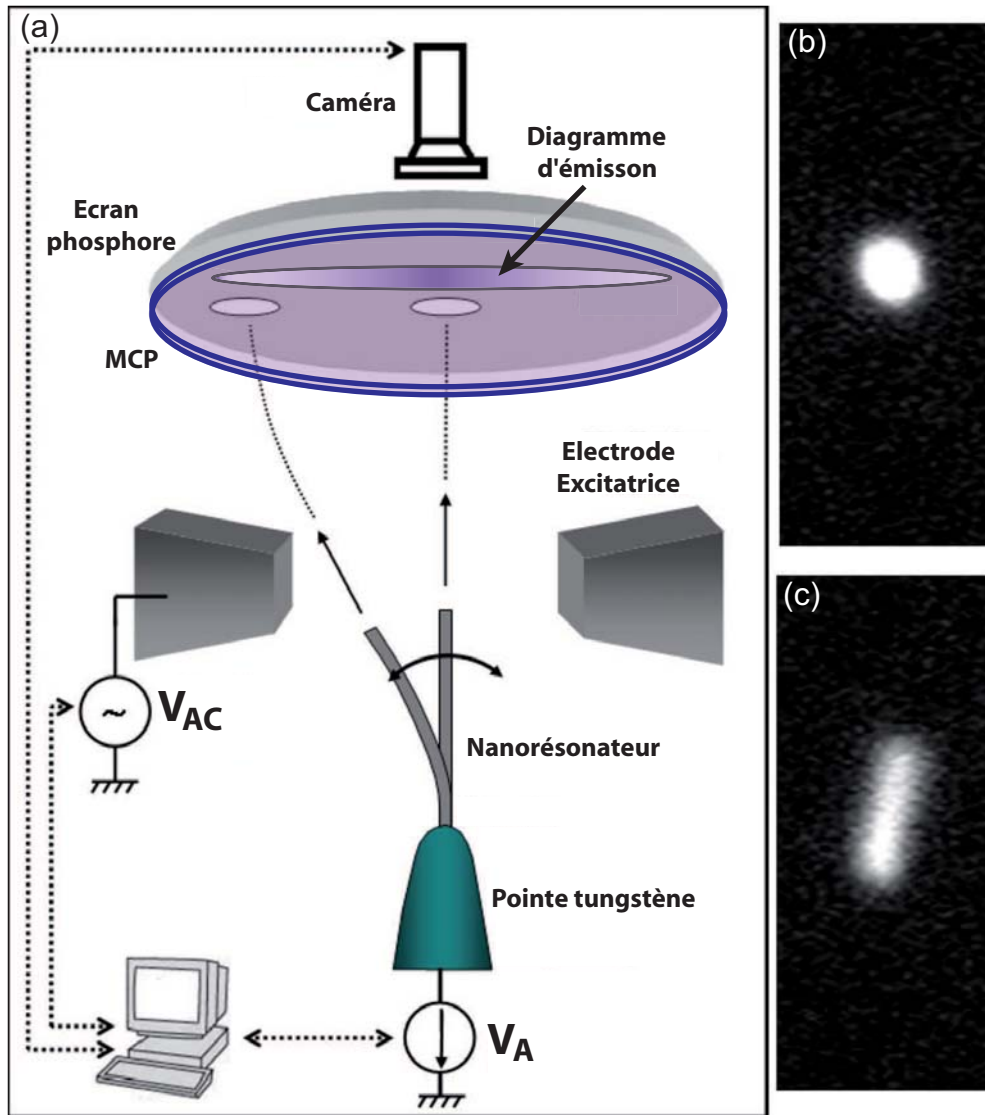 (a)
Caméra
Diagramme
d'émisson
Ecran
phosphore
MCP
Electrode
Excitatrice
~
VAC
Nanorésonateur
Pointe tungstène
VA
(b)
(c)